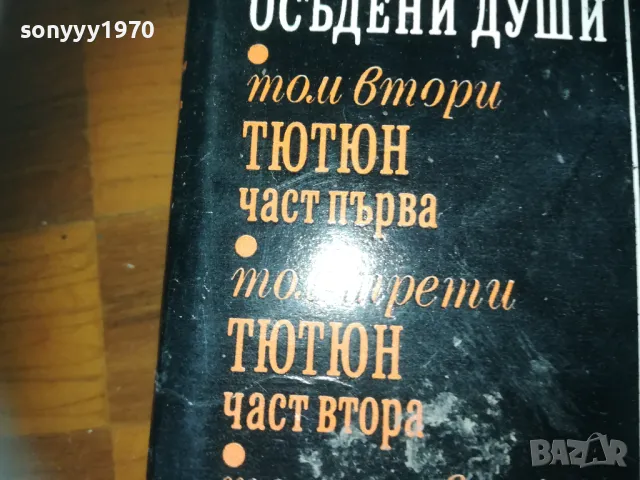 sonyyy1970
ОСЪДЕНИ ДУШИ
том втори
ТЮТЮН
част първа
том трети
ТЮТЮН
част втора
BAZAR